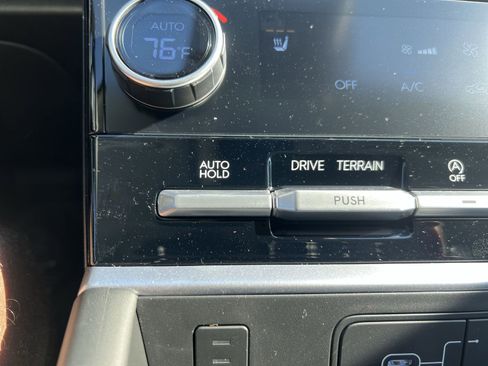 AUTO
76°F
OFF
A/C
AUTO
HOLD
DRIVE TERRAIN
OFF
PUSH